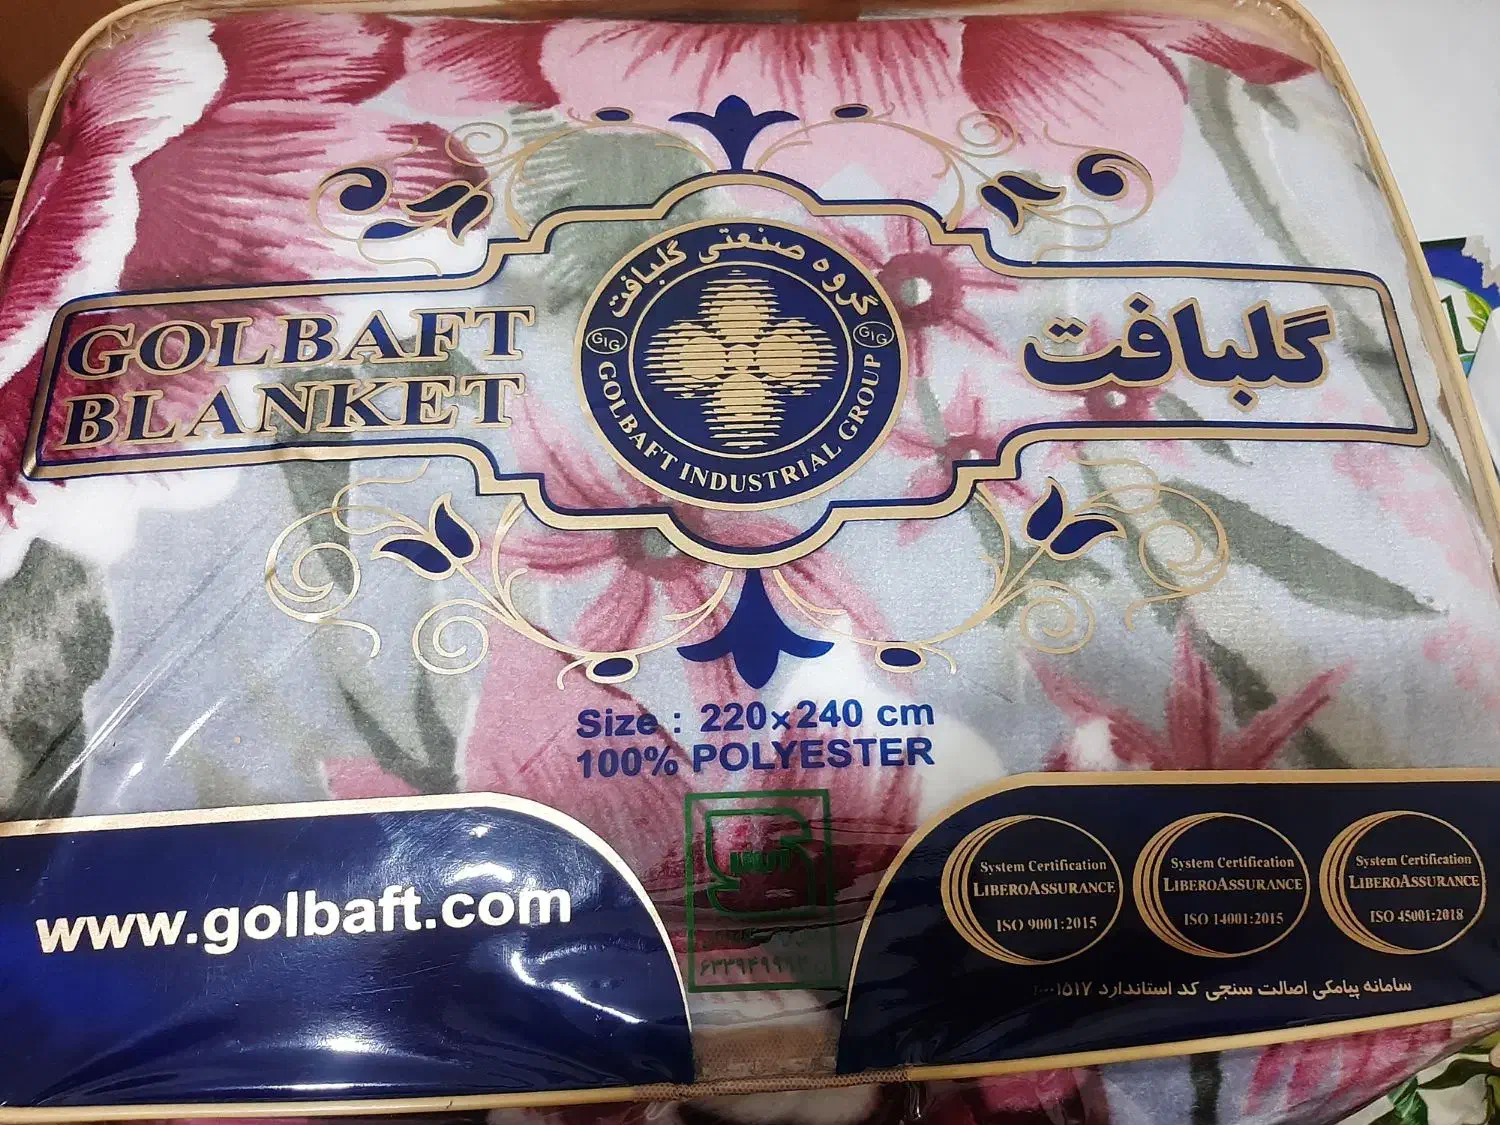 گروه صنعتی گلبافت
GIG
GIG
GOLBAFT INDUSTRIAL GROUP
GOLBAFT
BLANKET
گلبافت
Size : 220×240 cm
100% POLYESTER
www.golbaft.com
System Certification
LIBEROASSURANCE
ISO 9001:2015
System Certification
LIBEROASSURANCE
ISO 14001:2015
System Certification
LIBEROASSURANCE
ISO 45001:2018
سامانه پیامکی اصالت سنجی کد استاندارد ۱۰۰۰۱۵۱۷